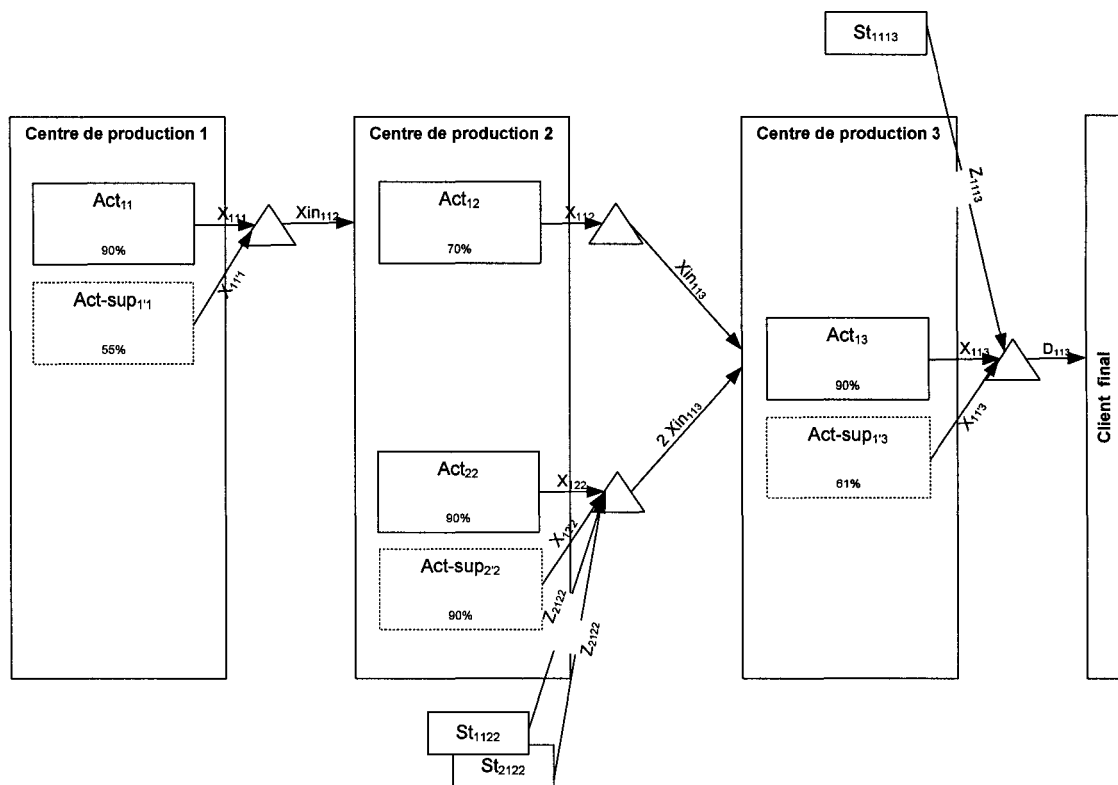 St₁₁₁₃
Centre de production 1
Centre de production 2
Centre de production 3
Act₁₁
90%
X₁₁₁
Xin₁₁₂
Act-sup₁'₁
55%
X₁₁'₁
Act₁₂
70%
X₁₁₂
Xin₁₁₃
Z₁₁₁₃
Act₁₃
90%
X₁₁₃
D₁₁₃
Act-sup₁'₃
61%
X₁₁'₃
Client final
2 Xin₁₁₃
Act₂₂
90%
X₁₂₂
Act-sup₂'₂
90%
X₁₂'₂
Z₂₁₂₂
Z₂₁₂₂
St₁₁₂₂
St₂₁₂₂